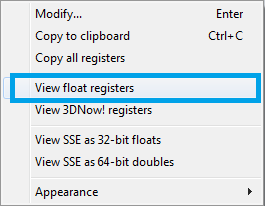 Modify... Enter
Copy to clipboard Ctrl+C
Copy all registers
View float registers
View 3DNow! registers
View SSE as 32-bit floats
View SSE as 64-bit doubles
Appearance